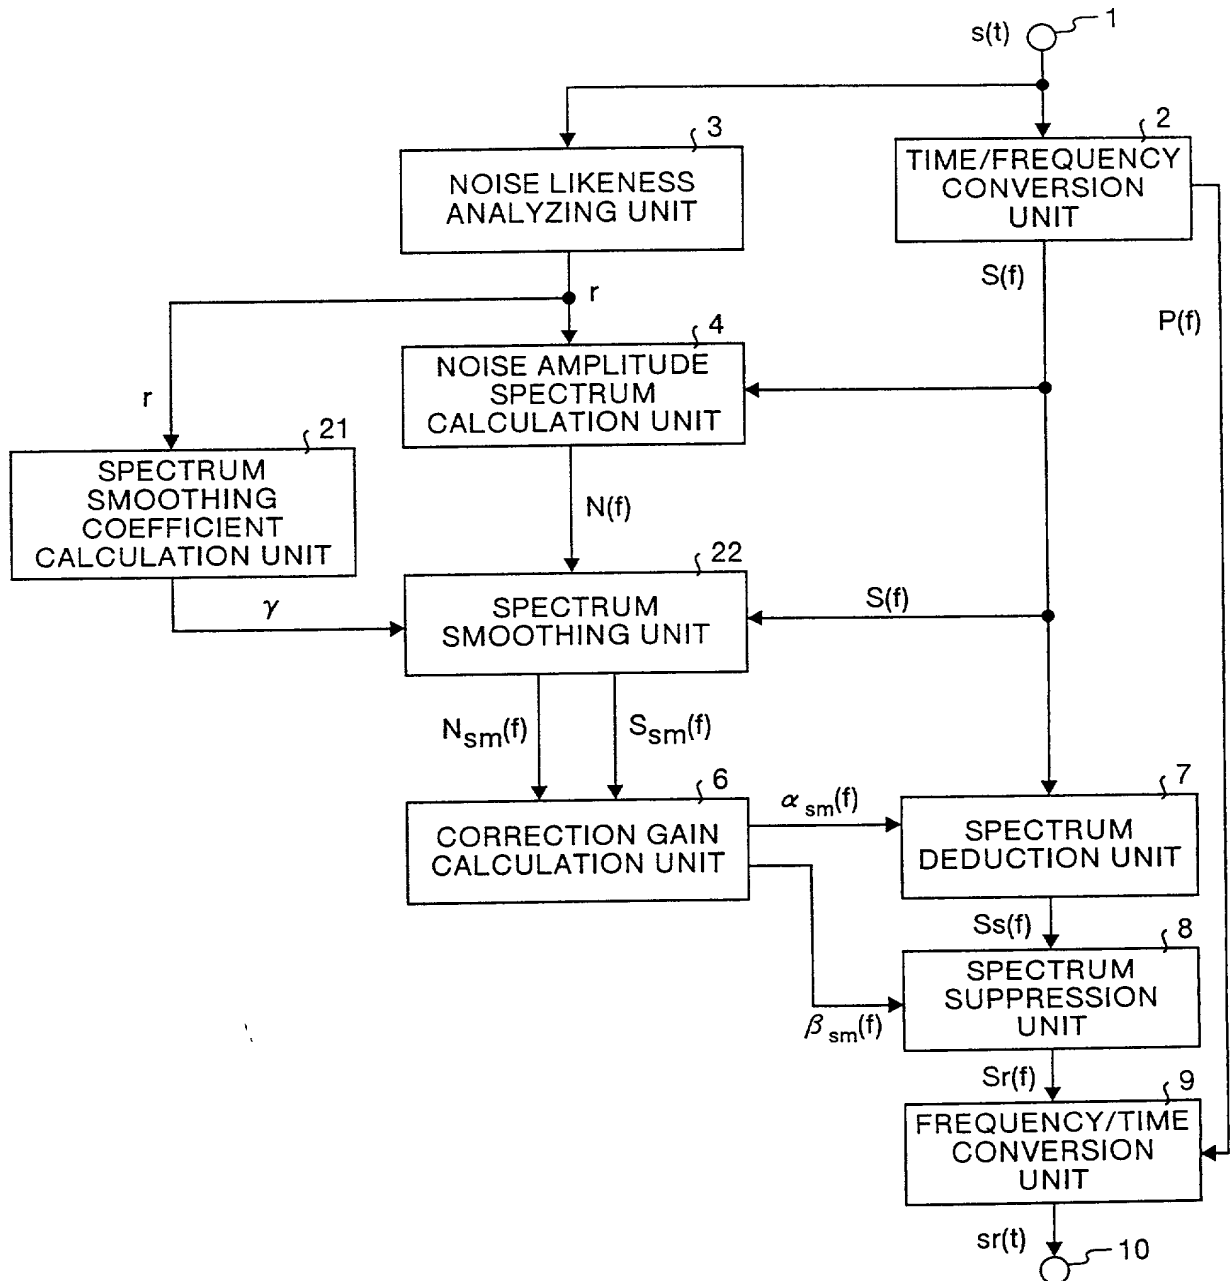 s(t)
1
3
2
NOISE LIKENESS
ANALYZING UNIT
TIME/FREQUENCY
CONVERSION
UNIT
S(f)
r
P(f)
4
NOISE AMPLITUDE
SPECTRUM
CALCULATION UNIT
r
21
SPECTRUM
SMOOTHING
COEFFICIENT
CALCULATION UNIT
N(f)
22
SPECTRUM
SMOOTHING UNIT
γ
S(f)
Nsm(f)
Ssm(f)
6
CORRECTION GAIN
CALCULATION UNIT
αsm(f)
7
SPECTRUM
DEDUCTION UNIT
Ss(f)
8
SPECTRUM
SUPPRESSION
UNIT
βsm(f)
Sr(f)
9
FREQUENCY/TIME
CONVERSION
UNIT
sr(t)
10